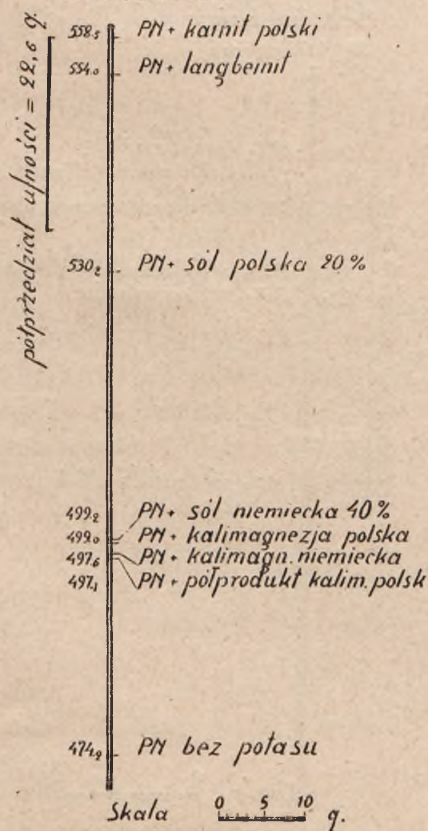 półprzedział ufności = 22,6 q.
558,5 PN + kainit polski
554,0 PN + langbeinit
530,2 PN + sól polska 20%
499,2 PN + sól niemiecka 40%
499,0 PN + kalimagnezja polska
497,6 PN + kalimagn. niemiecka
497,1 PN + półprodukt kalim. polsk
474,9 PN bez potasu
Skala 0 5 10 q.